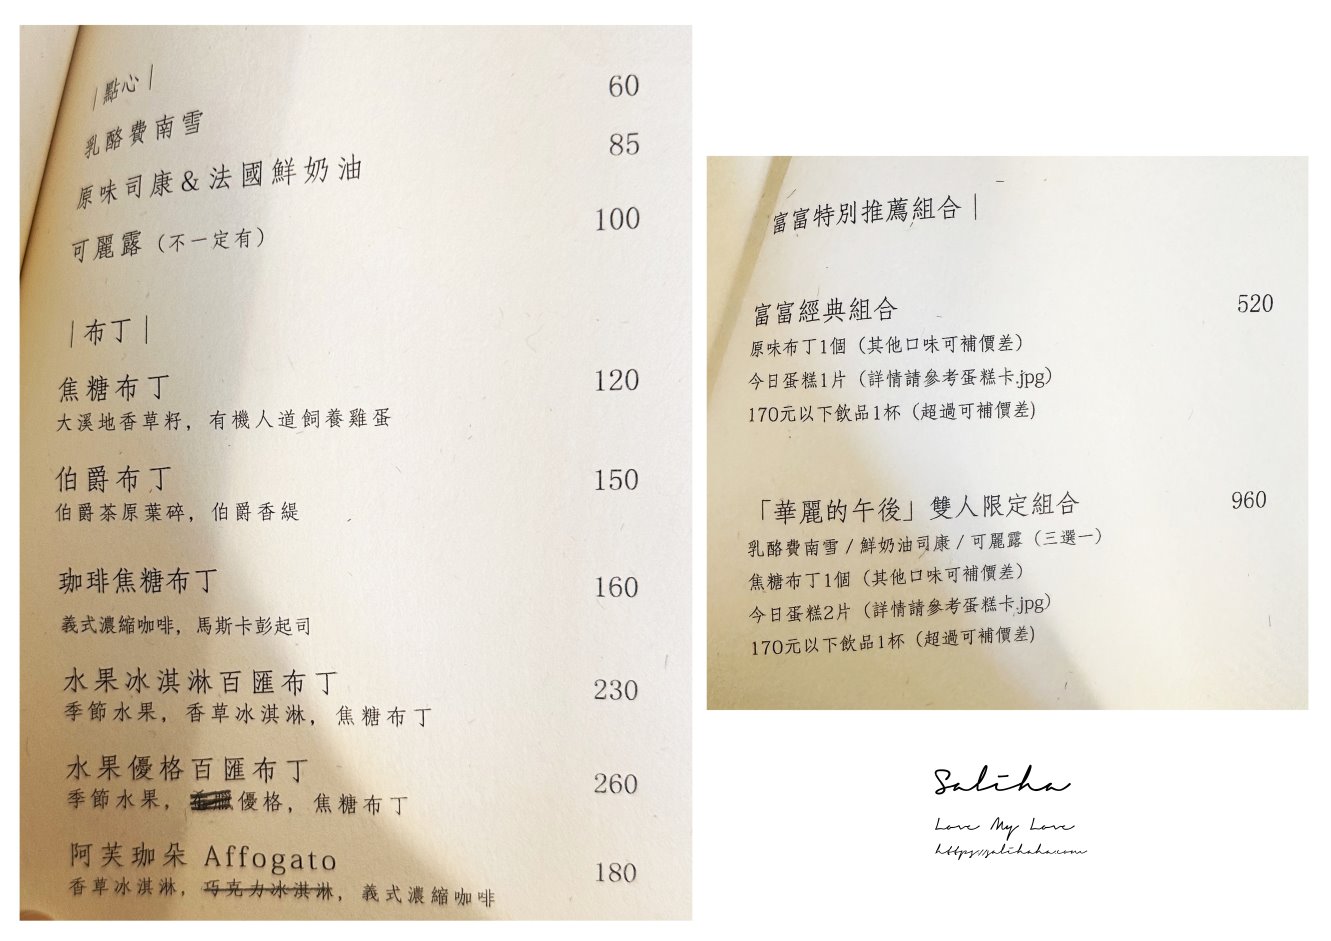 ｜點心｜
乳酪費南雪 60
原味司康&法國鮮奶油 85
可麗露（不一定有） 100
｜布丁｜
焦糖布丁 120
大溪地香草籽，有機人道飼養雞蛋
伯爵布丁 150
伯爵茶原葉碎，伯爵香緹
珈琲焦糖布丁 160
義式濃縮咖啡，馬斯卡彭起司
水果冰淇淋百匯布丁 230
季節水果，香草冰淇淋，焦糖布丁
水果優格百匯布丁 260
季節水果，優格，焦糖布丁
阿芙珈朵 Affogato 180
香草冰淇淋，巧克力冰淇淋，義式濃縮咖啡
富富特別推薦組合｜
富富經典組合 520
原味布丁1個（其他口味可補價差）
今日蛋糕1片（詳情請參考蛋糕卡.jpg）
170元以下飲品1杯（超過可補價差）
「華麗的午後」雙人限定組合 960
乳酪費南雪 / 鮮奶油司康 / 可麗露（三選一）
焦糖布丁1個（其他口味可補價差）
今日蛋糕2片（詳情請參考蛋糕卡.jpg）
170元以下飲品1杯（超過可補價差）
Saliha
Love My Love
https://salihaha.com